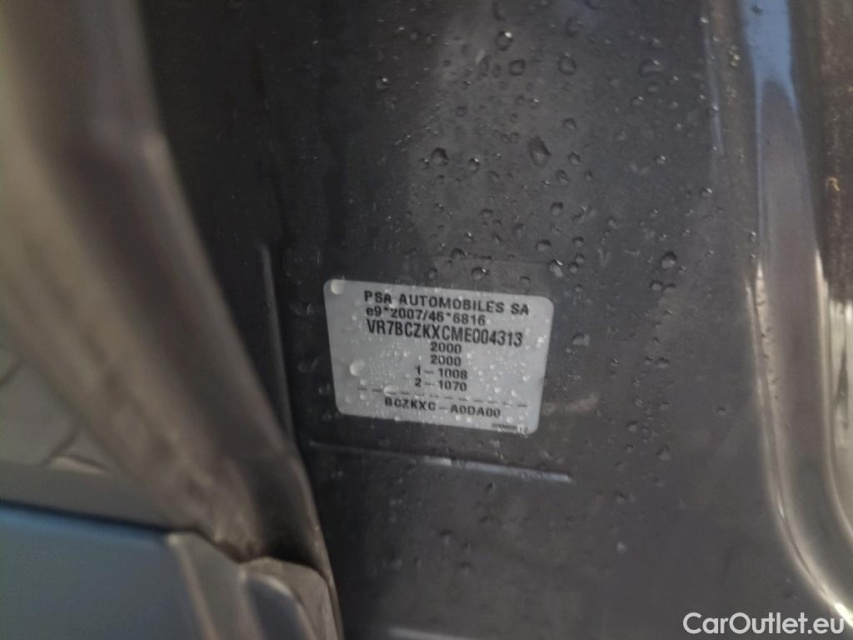 PSA AUTOMOBILES SA
e9*2007/46*6816
VR7BCZKXCME004313
2000
2000
1-1008
2-1070
BCZKXC-A0DA00
CarOutlet.eu